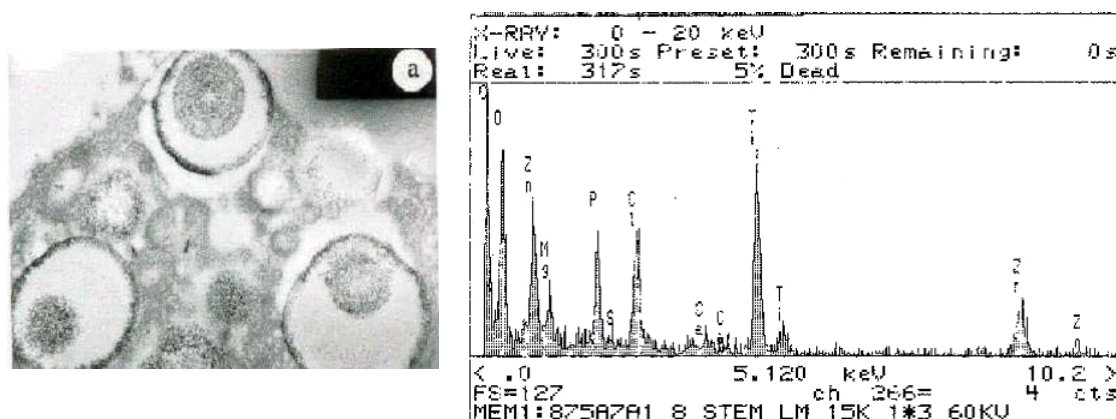 a
X-RAY: 0 - 20 keV
Live: 300s Preset: 300s Remaining: 0s
Real: 317s 5% Dead
O
Zn
Mg
P
S
Cl
Ca
C
Ti
T
Zn
Z
< .0 5.120 keV 10.2 >
FS=127 ch 266= 4 cts
MEM1:875A7A1 8 STEM LM 15K 1*3 60KV